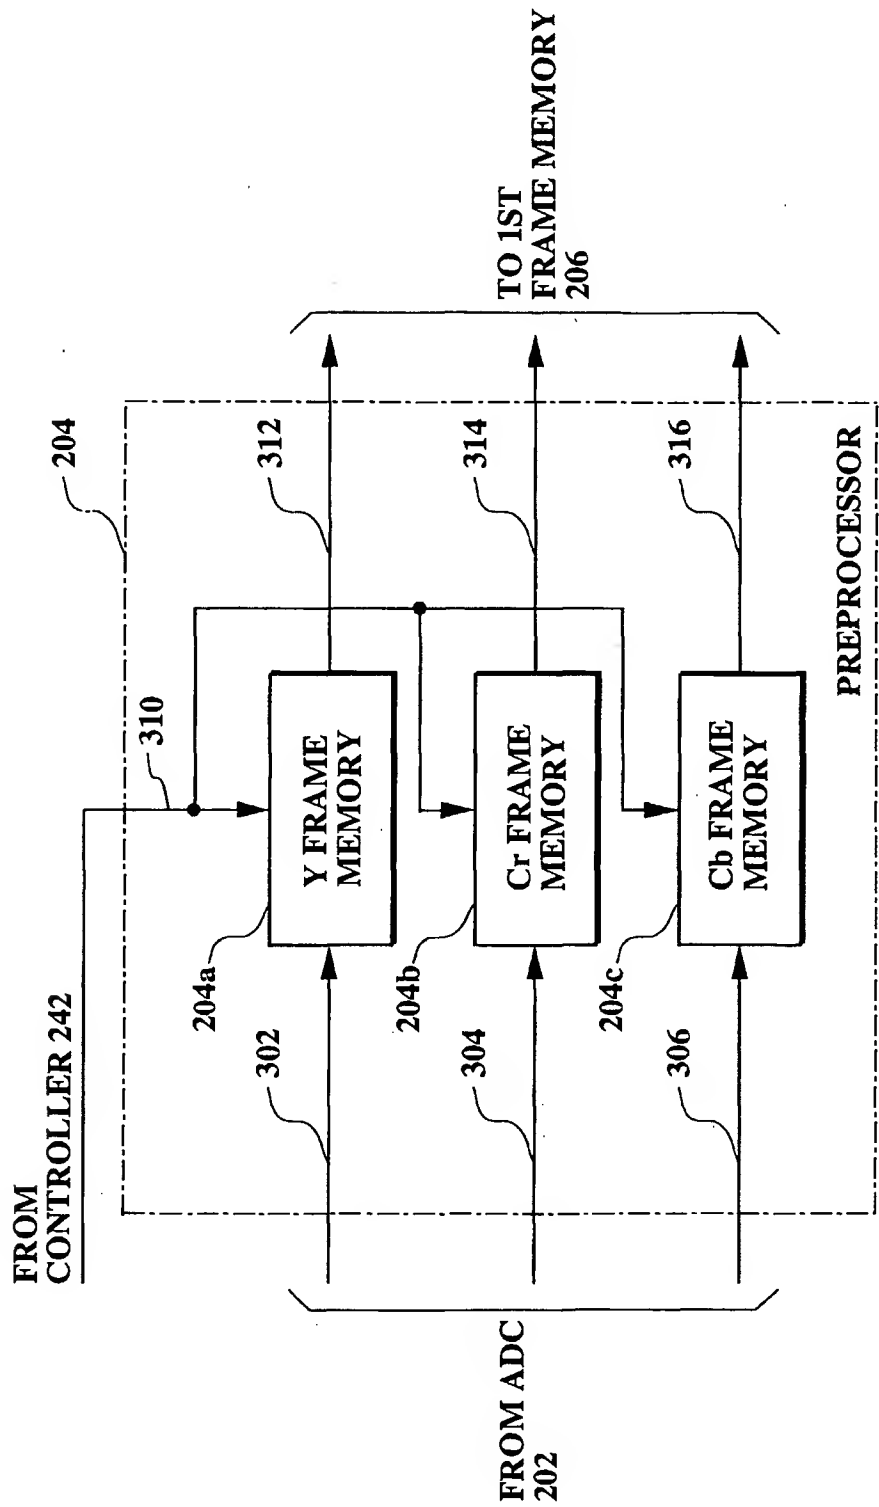 FROM
CONTROLLER 242
310
204
302
204a
Y FRAME
MEMORY
312
FROM ADC
202
304
204b
Cr FRAME
MEMORY
314
TO 1ST
FRAME MEMORY
206
306
204c
Cb FRAME
MEMORY
316
PREPROCESSOR